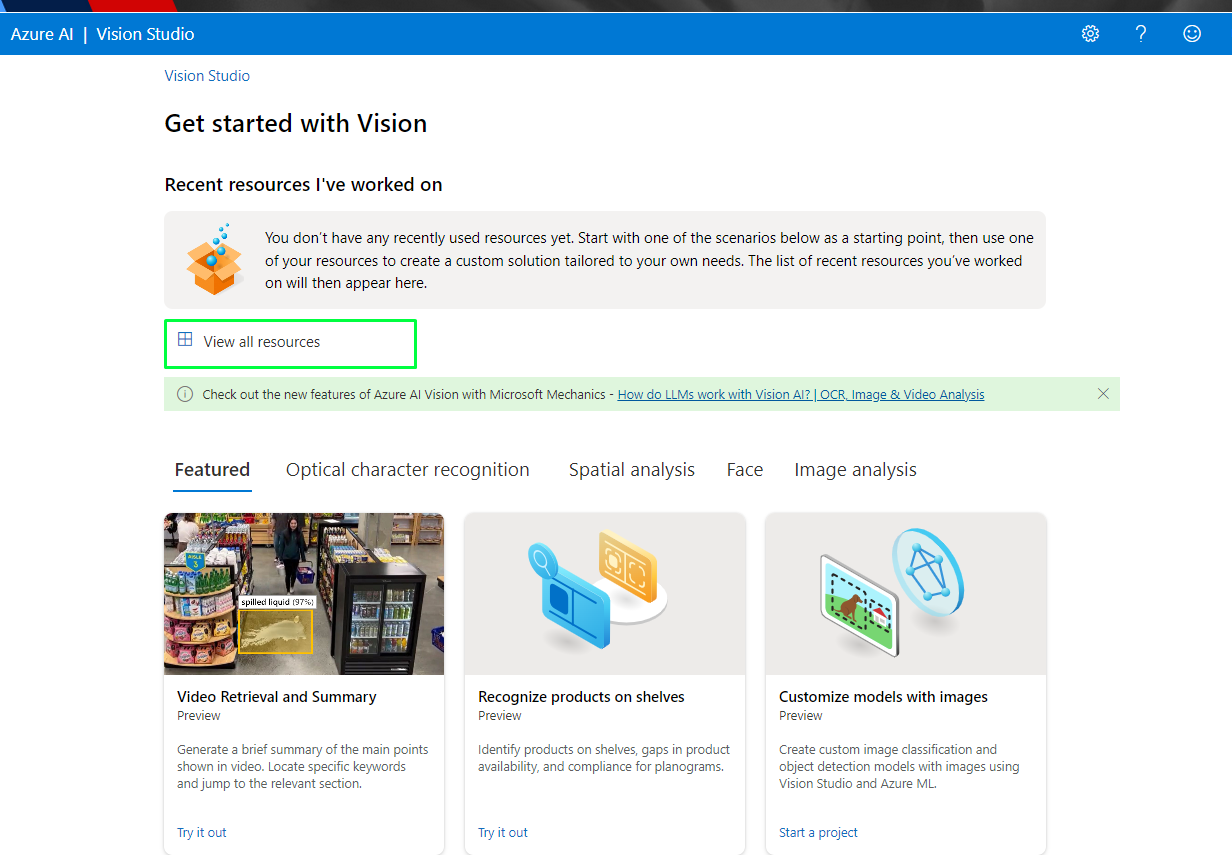 Azure AI | Vision Studio
Vision Studio
Get started with Vision
Recent resources I've worked on
You don't have any recently used resources yet. Start with one of the scenarios below as a starting point, then use one
of your resources to create a custom solution tailored to your own needs. The list of recent resources you've worked
on will then appear here.
View all resources
Check out the new features of Azure AI Vision with Microsoft Mechanics - How do LLMs work with Vision AI? | OCR, Image & Video Analysis
Featured Optical character recognition Spatial analysis Face Image analysis
AISLE
3
spilled liquid (97%)
Video Retrieval and Summary
Preview
Generate a brief summary of the main points
shown in video. Locate specific keywords
and jump to the relevant section.
Try it out
Recognize products on shelves
Preview
Identify products on shelves, gaps in product
availability, and compliance for planograms.
Try it out
Customize models with images
Preview
Create custom image classification and
object detection models with images using
Vision Studio and Azure ML.
Start a project